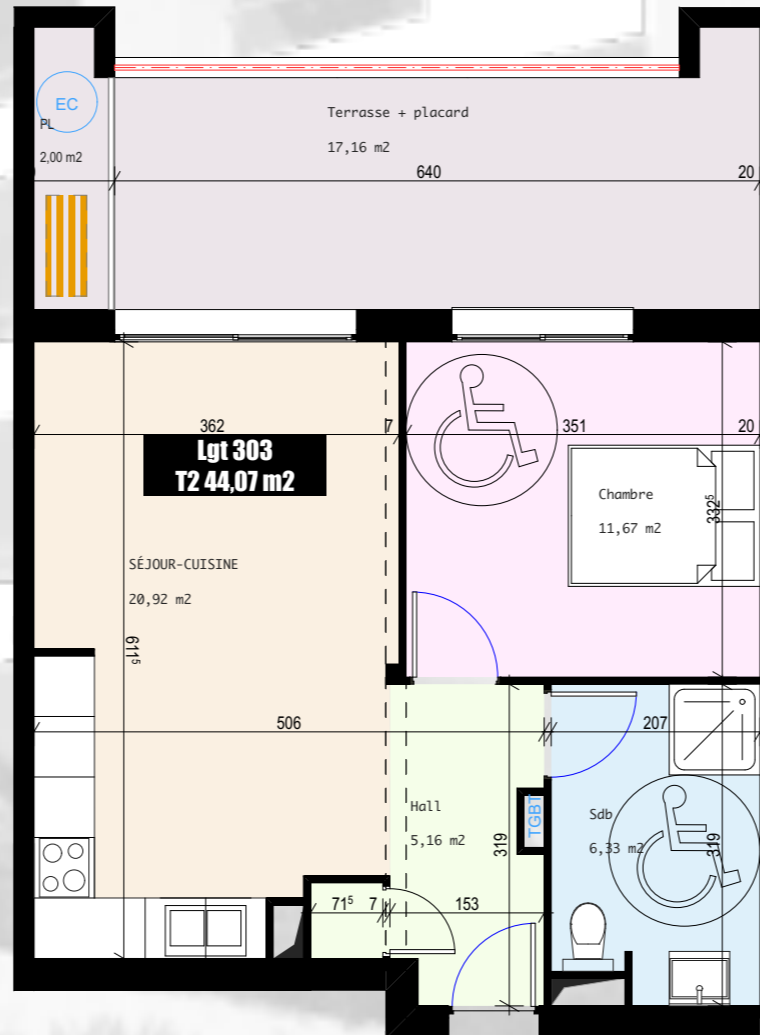 EC
PL
2,00 m2
Terrasse + placard
17,16 m2
640
20
362
7
351
20
Lgt 303
T2 44,07 m2
Chambre
11,67 m2
332⁵
SÉJOUR-CUISINE
20,92 m2
611⁵
506
207
Hall
5,16 m2
319
TGBT
Sdb
6,33 m2
319
71⁵
7
153